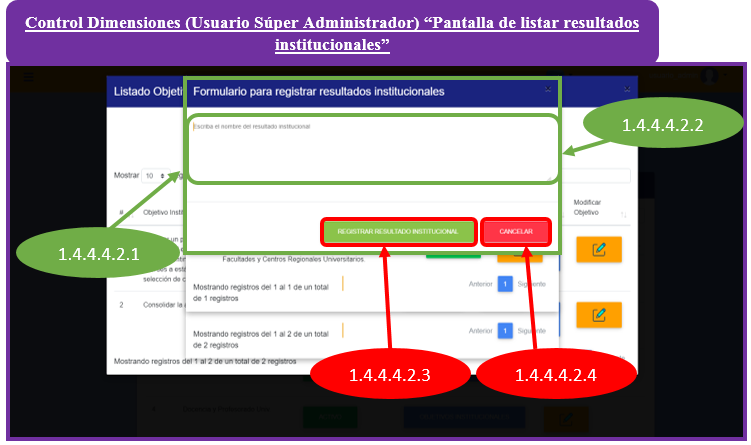 Control Dimensiones (Usuario Súper Administrador) “Pantalla de listar resultados
institucionales”
Listado Objeti
Formulario para registrar resultados institucionales
×
×
Escriba el nombre del resultado institucional
1.4.4.4.2.2
Mostrar 10
#
Objetivo Insti
Modificar
Objetivo
1.4.4.4.2.1
REGISTRAR RESULTADO INSTITUCIONAL
CANCELAR
Facultades y Centros Regionales Universitarios.
selección de c
Mostrando registros del 1 al 1 de un total
de 1 registros
Anterior 1 Siguiente
2
Consolidar la a
Mostrando registros del 1 al 2 de un total
de 2 registros
Anterior 1 Siguiente
Mostrando registros del 1 al 2 de un total de 2 registros
1.4.4.4.2.3
1.4.4.4.2.4